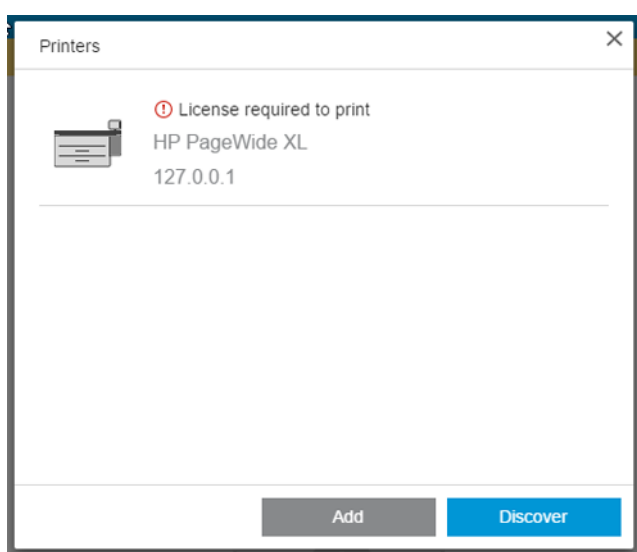 Printers
License required to print
HP PageWide XL
127.0.0.1
Add
Discover